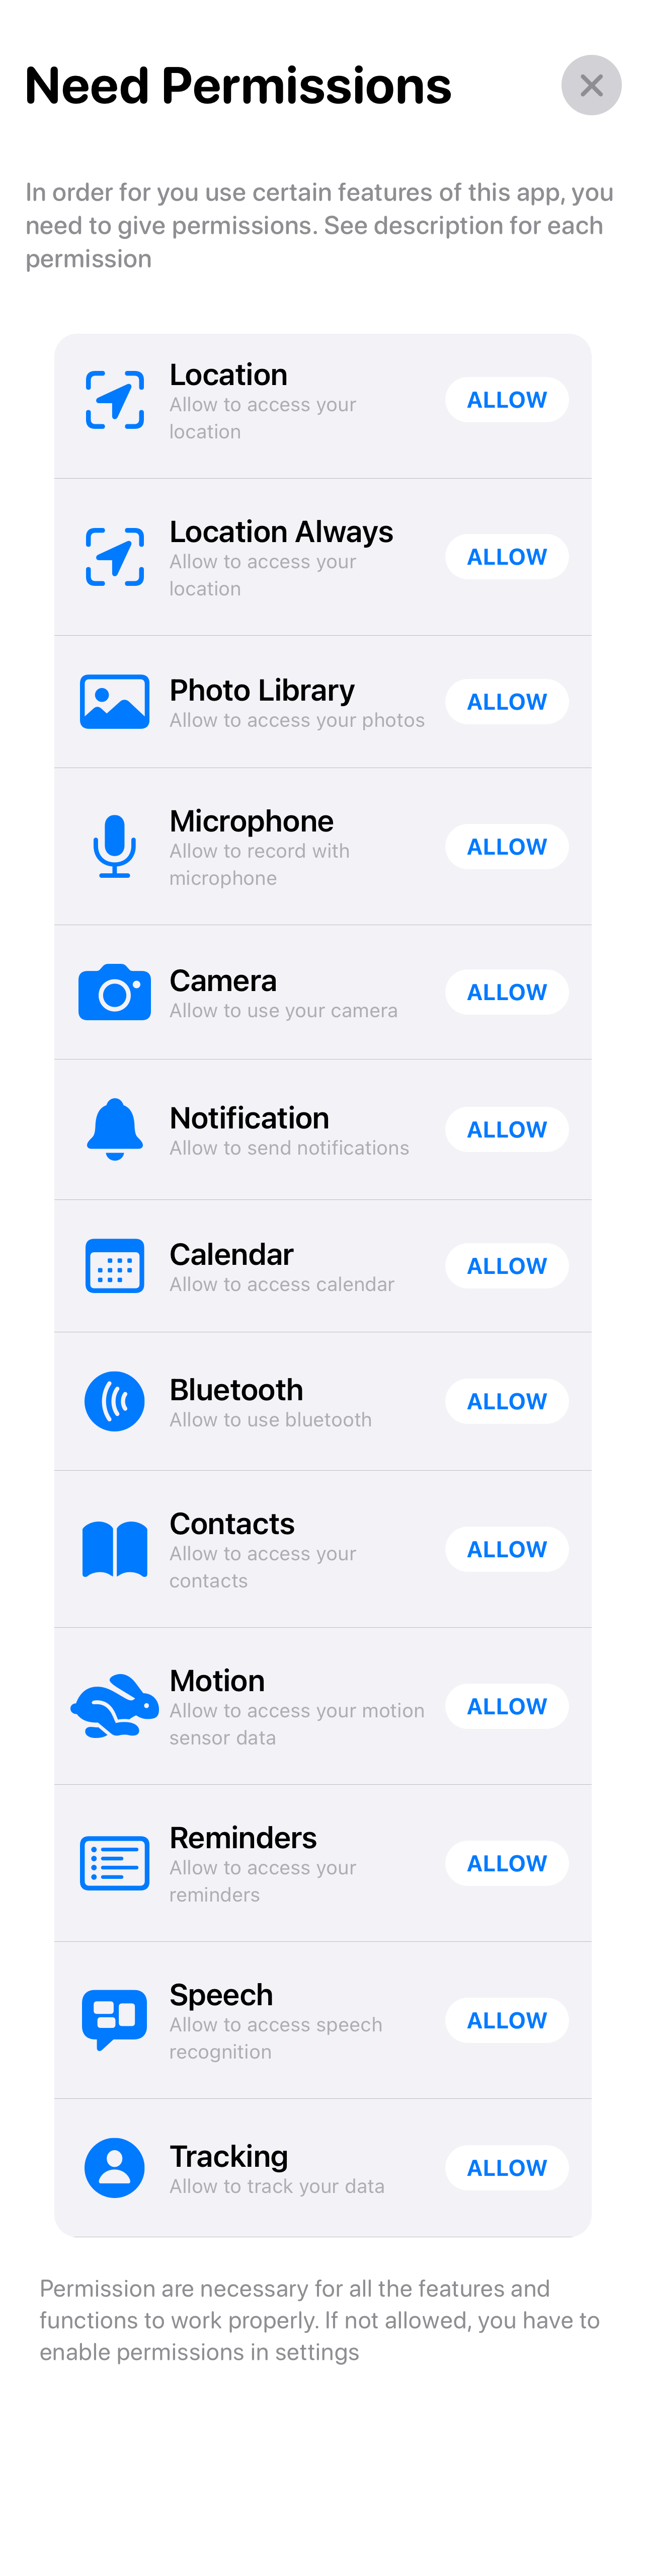 Need Permissions
In order for you use certain features of this app, you
need to give permissions. See description for each
permission
Location
Allow to access your
location
ALLOW
Location Always
Allow to access your
location
ALLOW
Photo Library
Allow to access your photos
ALLOW
Microphone
Allow to record with
microphone
ALLOW
Camera
Allow to use your camera
ALLOW
Notification
Allow to send notifications
ALLOW
Calendar
Allow to access calendar
ALLOW
Bluetooth
Allow to use bluetooth
ALLOW
Contacts
Allow to access your
contacts
ALLOW
Motion
Allow to access your motion
sensor data
ALLOW
Reminders
Allow to access your
reminders
ALLOW
Speech
Allow to access speech
recognition
ALLOW
Tracking
Allow to track your data
ALLOW
Permission are necessary for all the features and
functions to work properly. If not allowed, you have to
enable permissions in settings